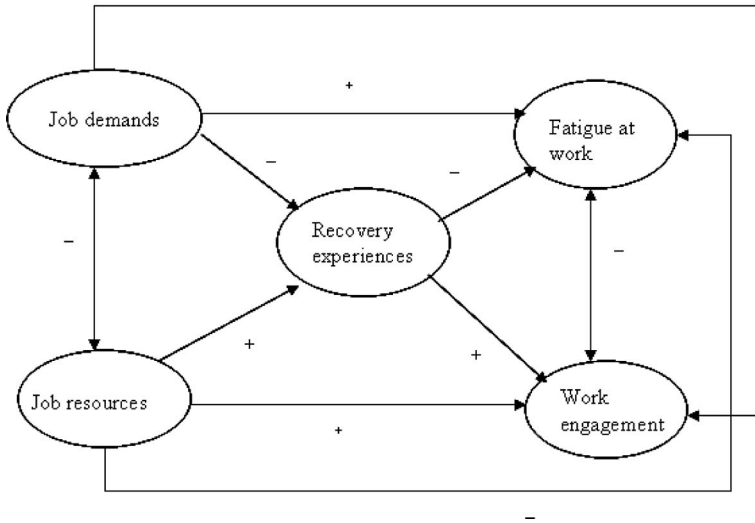 +
Job demands
Fatigue at
work
–
–
Recovery
experiences
–
–
+
+
Job resources
Work
engagement
+
–